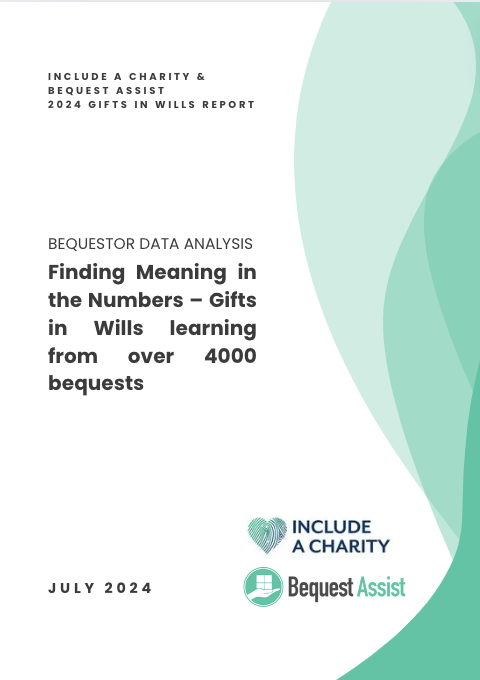 INCLUDE A CHARITY &
BEQUEST ASSIST
2024 GIFTS IN WILLS REPORT
BEQUESTOR DATA ANALYSIS
Finding Meaning in
the Numbers – Gifts
in Wills learning
from over 4000
bequests
INCLUDE
A CHARITY
JULY 2024
Bequest Assist